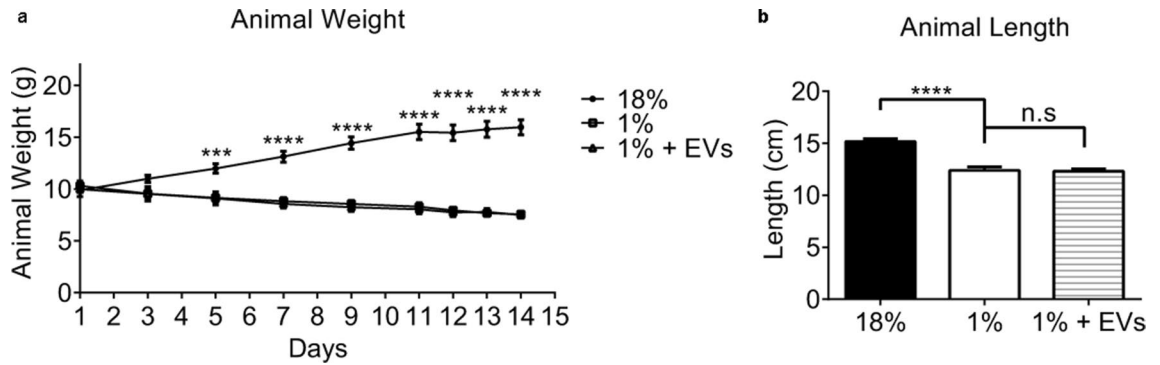 a
Animal Weight
Animal Weight (g)
20
15
10
5
0
***
****
****
****
****
****
****
1 2 3 4 5 6 7 8 9 10 11 12 13 14 15
Days
18%
1%
1% + EVs
b
Animal Length
Length (cm)
20
15
10
5
0
****
n.s
18% 1% 1% + EVs